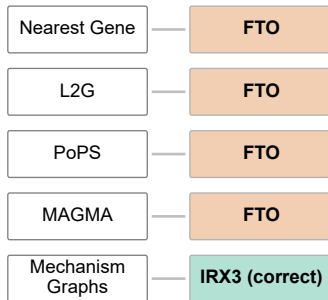 Nearest Gene
FTO
L2G
FTO
PoPS
FTO
MAGMA
FTO
Mechanism
Graphs
IRX3 (correct)